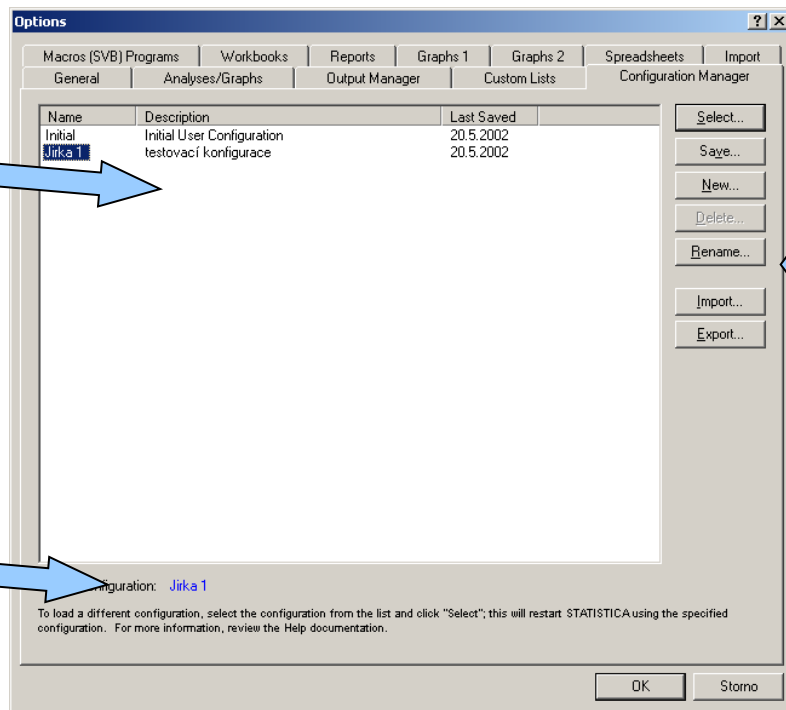 Options
Macros (SVB) Programs Workbooks Reports Graphs 1 Graphs 2 Spreadsheets Import
General Analyses/Graphs Output Manager Custom Lists Configuration Manager
Name Description Last Saved
Initial Initial User Configuration 20.5.2002
Jirka 1 testovací konfigurace 20.5.2002
Select...
Save...
New...
Delete...
Rename...
Import...
Export...
Jirka 1
To load a different configuration, select the configuration from the list and click "Select"; this will restart STATISTICA using the specified
configuration. For more information, review the Help documentation.
OK Storno